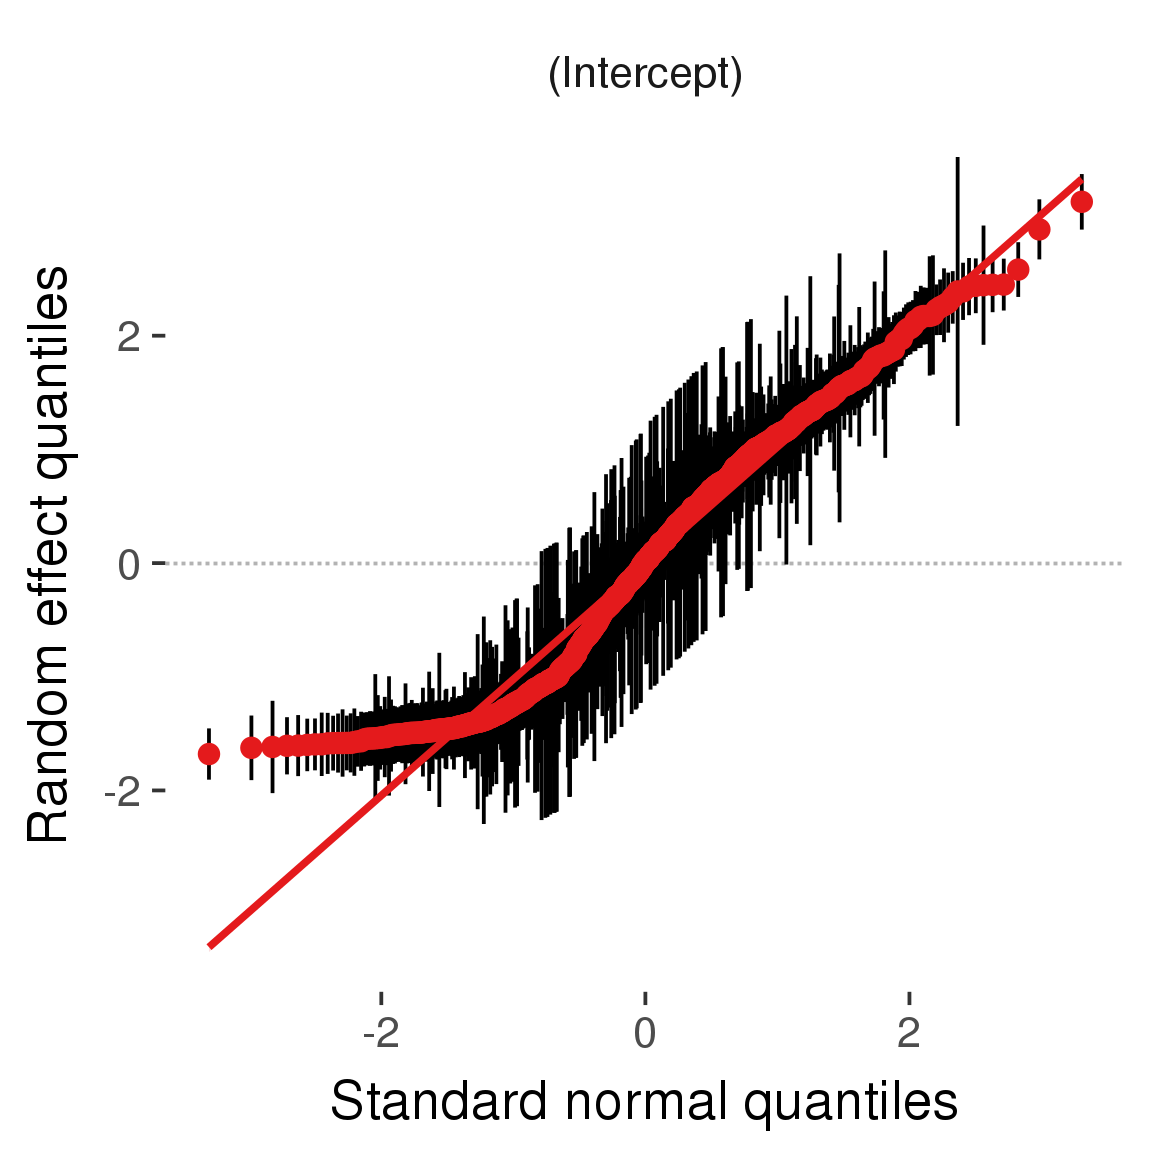 (Intercept)
Random effect quantiles
2
0
-2
-2 0 2
Standard normal quantiles